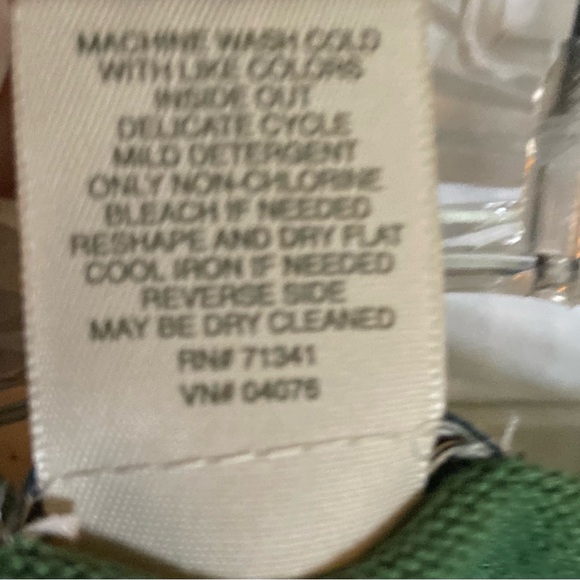 MACHINE WASH COLD
WITH LIKE COLORS
INSIDE OUT
DELICATE CYCLE
MILD DETERGENT
ONLY NON-CHLORINE
BLEACH IF NEEDED
RESHAPE AND DRY FLAT
COOL IRON IF NEEDED
REVERSE SIDE
MAY BE DRY CLEANED
RN# 71341
VN# 04076